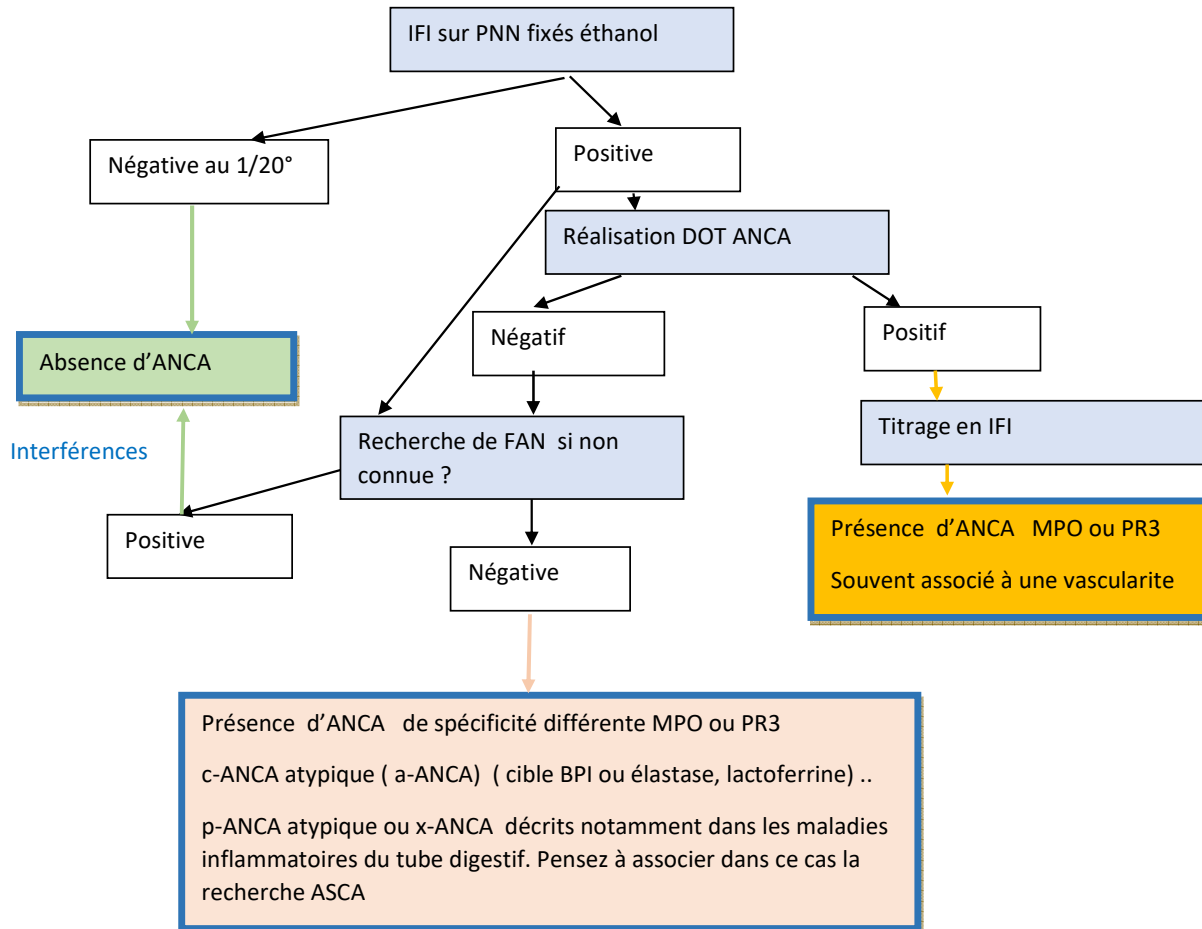 IFI sur PNN fixés éthanol
Négative au 1/20°
Positive
Réalisation DOT ANCA
Négatif
Positif
Absence d'ANCA
Titrage en IFI
Interférences
Recherche de FAN si non
connue ?
Positive
Négative
Présence d'ANCA MPO ou PR3
Souvent associé à une vascularite
Présence d'ANCA de spécificité différente MPO ou PR3
c-ANCA atypique ( a-ANCA) ( cible BPI ou élastase, lactoferrine) ..
p-ANCA atypique ou x-ANCA décrits notamment dans les maladies
inflammatoires du tube digestif. Pensez à associer dans ce cas la
recherche ASCA